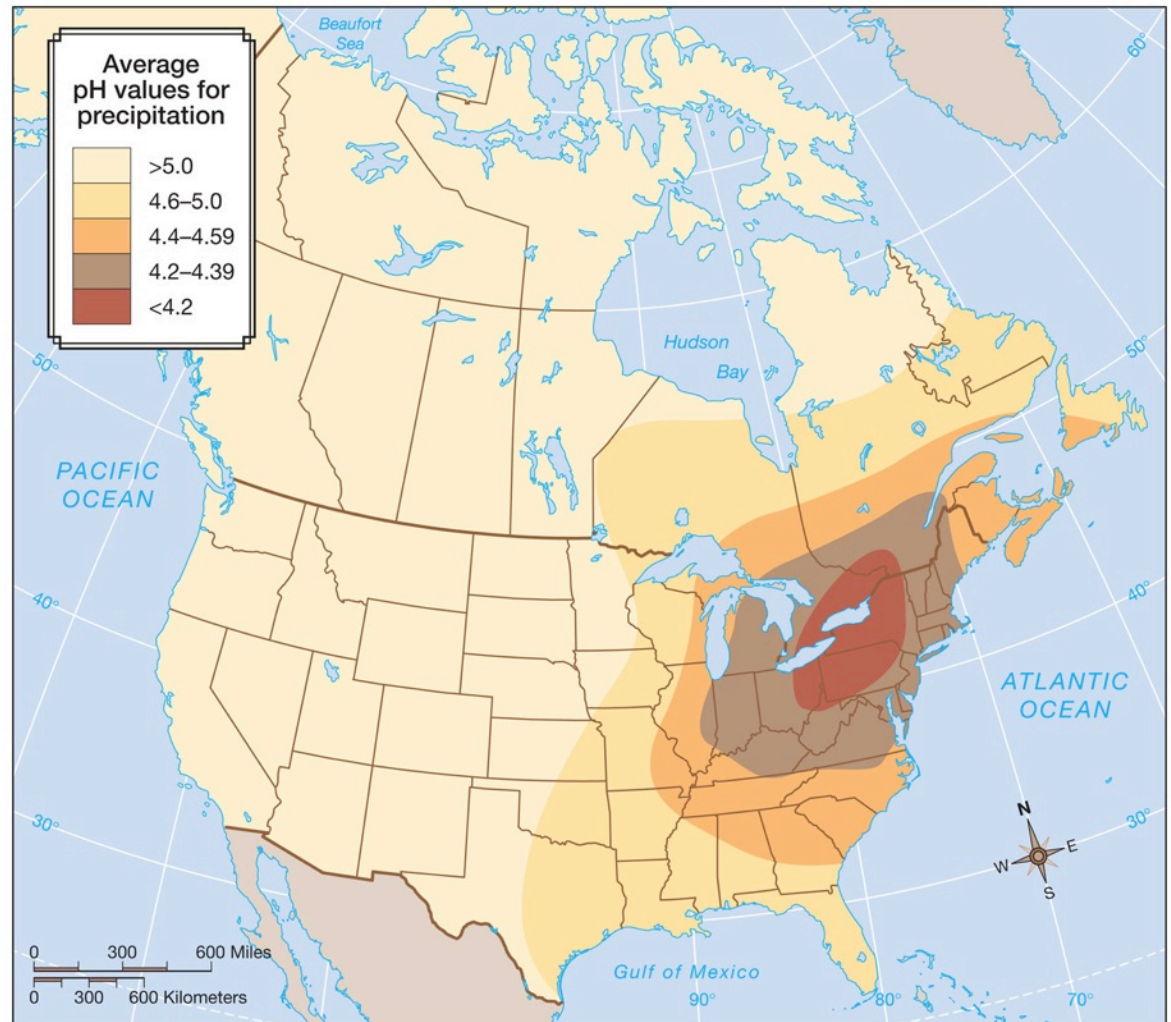 Beaufort
Sea
Average
pH values for
precipitation
>5.0
4.6–5.0
4.4–4.59
4.2–4.39
<4.2
60°
50°
50°
Hudson
Bay
PACIFIC
OCEAN
40°
40°
ATLANTIC
OCEAN
30°
30°
N
W
E
S
0 300 600 Miles
0 300 600 Kilometers
Gulf of Mexico
90°
80°
70°